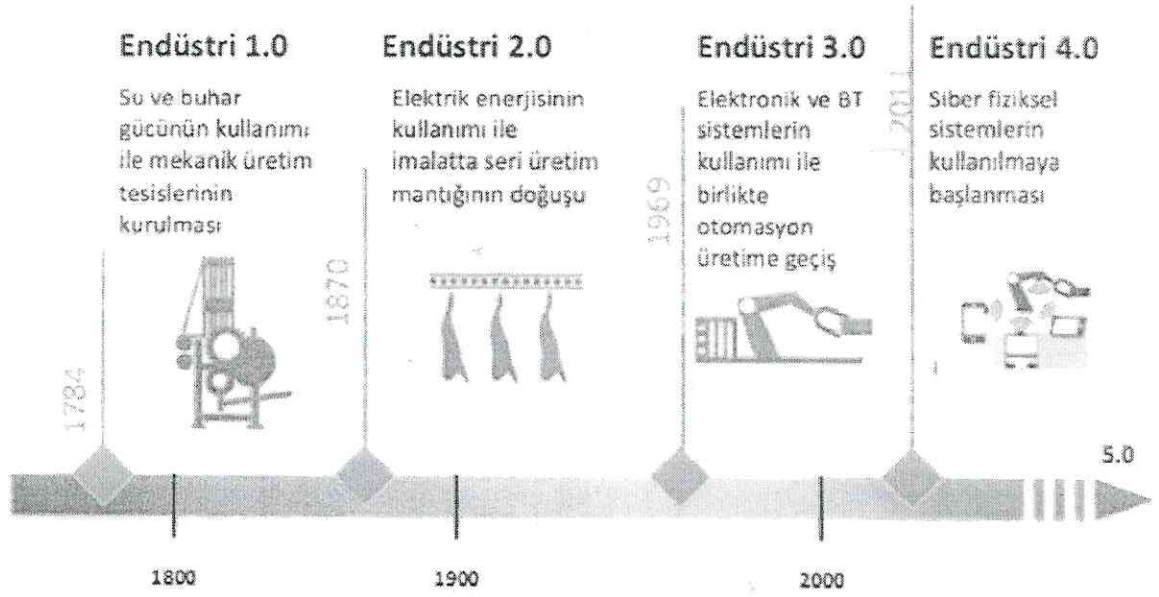 Endüstri 1.0
Su ve buhar
gücünün kullanımı
ile mekanik üretim
tesislerinin
kurulması
1784
Endüstri 2.0
Elektrik enerjisinin
kullanımı ile
imalatta seri üretim
mantığının doğuşu
1870
Endüstri 3.0
Elektronik ve BT
sistemlerin
kullanımı ile
birlikte
otomasyon
üretime geçiş
1969
Endüstri 4.0
Siber fiziksel
sistemlerin
kullanılmaya
başlanması
2011
5.0
1800
1900
2000